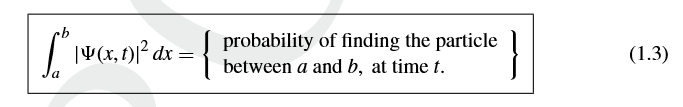 ∫_a^b |Ψ(x, t)|² dx = { probability of finding the particle
between a and b, at time t. } (1.3)